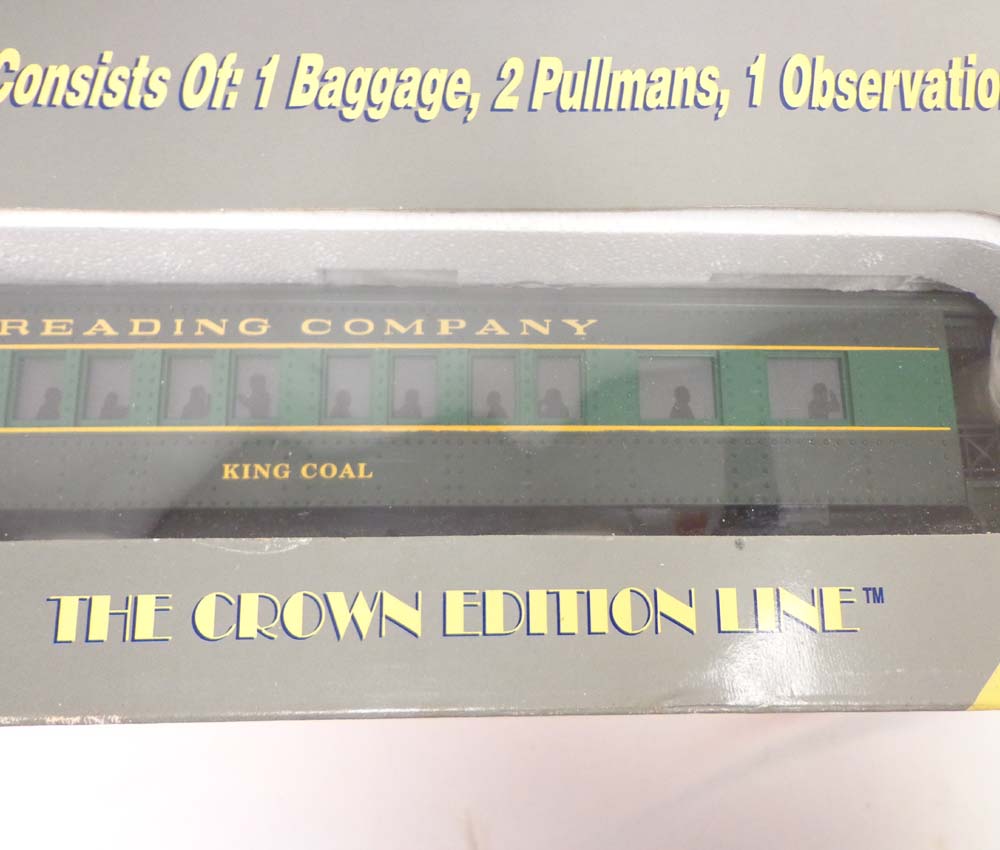 Consists Of: 1 Baggage, 2 Pullmans, 1 Observatio
READING COMPANY
KING COAL
THE CROWN EDITION LINE™